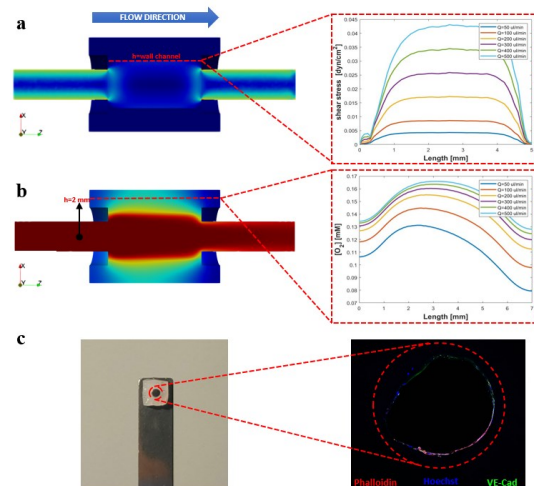 FLOW DIRECTION
a
h=wall channel
X
Y
Z
shear stress [dyn/cm²]
0.045
0.04
0.035
0.03
0.025
0.02
0.015
0.01
0.005
0
0 1 2 3 4 5
Length [mm]
Q=50 ul/min
Q=100 ul/min
Q=200 ul/min
Q=300 ul/min
Q=400 ul/min
Q=500 ul/min
b
h=2 mm
X
Y
Z
[O₂] [mM]
0.17
0.16
0.15
0.14
0.13
0.12
0.11
0.1
0.09
0.08
0.07
0 1 2 3 4 5 6 7
Length [mm]
Q=50 ul/min
Q=100 ul/min
Q=200 ul/min
Q=300 ul/min
Q=400 ul/min
Q=500 ul/min
c
Phalloidin Hoechst VE-Cad